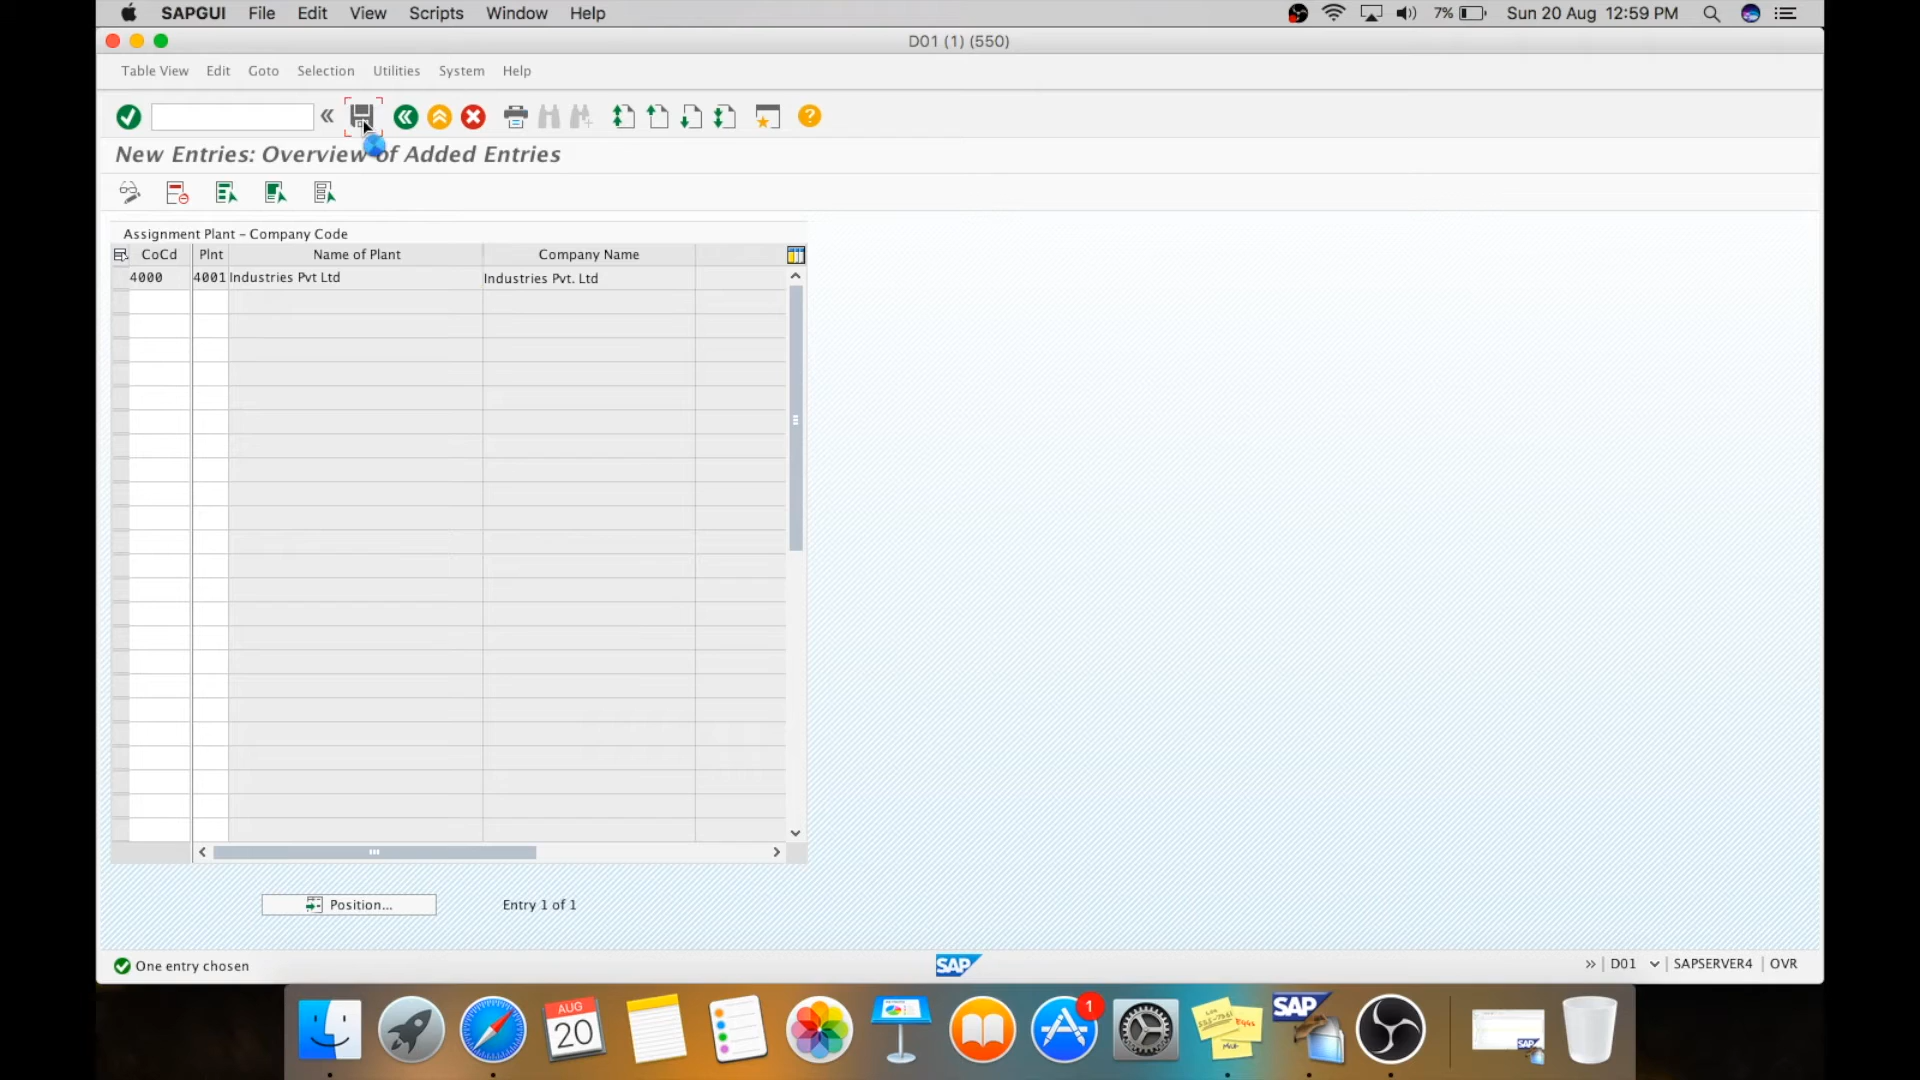 SAPGUI File Edit View Scripts Window Help 7% Sun 20 Aug 12:59 PM
D01 (1) (550)
Table View Edit Goto Selection Utilities System Help
New Entries: Overview of Added Entries
Assignment Plant – Company Code
CoCd Plnt Name of Plant Company Name
4000 4001 Industries Pvt Ltd Industries Pvt. Ltd
Position... Entry 1 of 1
One entry chosen SAP D01 SAPSERVER4 OVR
AUG
20
1
SAP
SAP